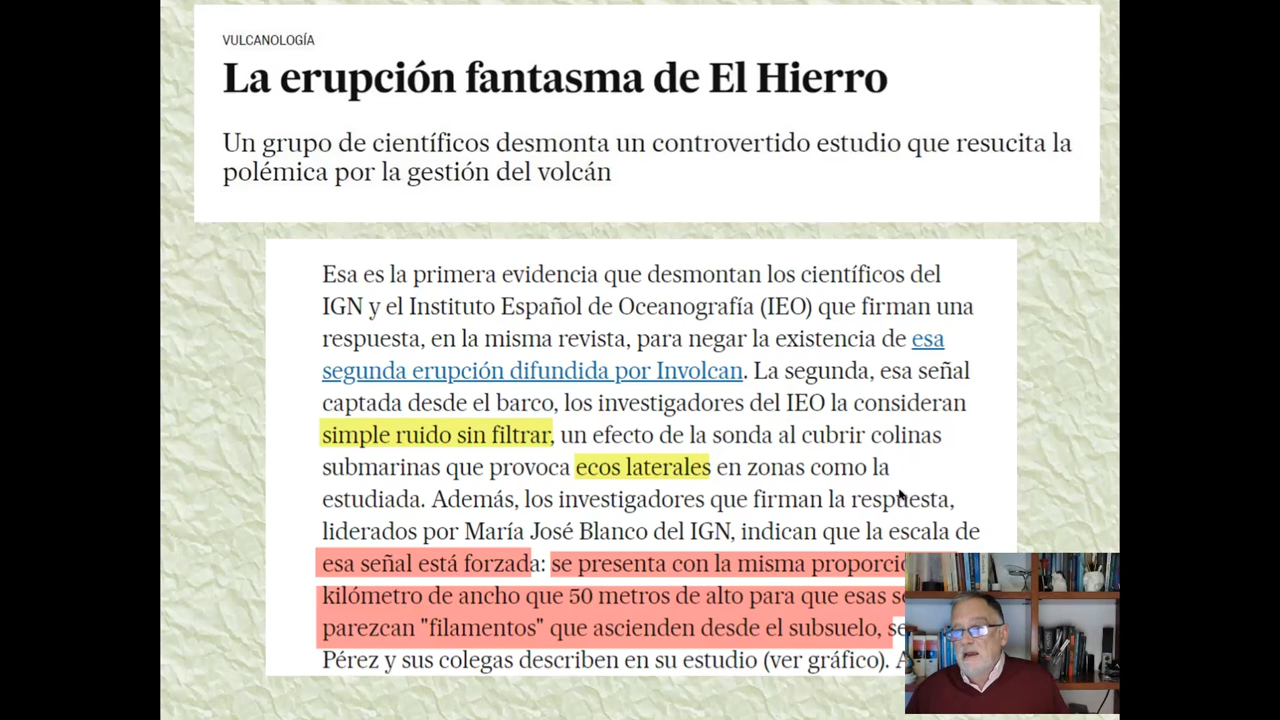 VULCANOLOGÍA
La erupción fantasma de El Hierro
Un grupo de científicos desmonta un controvertido estudio que resucita la
polémica por la gestión del volcán
Esa es la primera evidencia que desmontan los científicos del
IGN y el Instituto Español de Oceanografía (IEO) que firman una
respuesta, en la misma revista, para negar la existencia de esa
segunda erupción difundida por Involcan. La segunda, esa señal
captada desde el barco, los investigadores del IEO la consideran
simple ruido sin filtrar, un efecto de la sonda al cubrir colinas
submarinas que provoca ecos laterales en zonas como la
estudiada. Además, los investigadores que firman la respuesta,
liderados por María José Blanco del IGN, indican que la escala de
esa señal está forzada: se presenta con la misma
kilómetro de ancho que 50 metros de alto para que esas
parezcan "filamentos" que ascienden desde el subsuelo,
Pérez y sus colegas describen en su estudio (ver gráfico).